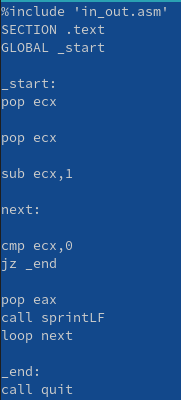 %include 'in_out.asm'
SECTION .text
GLOBAL _start
_start:
pop ecx
pop ecx
sub ecx,1
next:
cmp ecx,0
jz _end
pop eax
call sprintLF
loop next
_end:
call quit